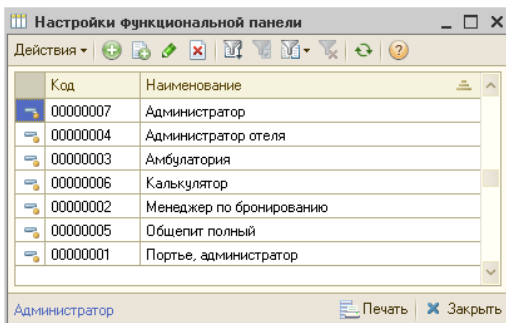 Настройки функциональной панели
Действия
Код Наименование
00000007 Администратор
00000004 Администратор отеля
00000003 Амбулатория
00000006 Калькулятор
00000002 Менеджер по бронированию
00000005 Общепит полный
00000001 Портье, администратор
Администратор Печать Закрыть